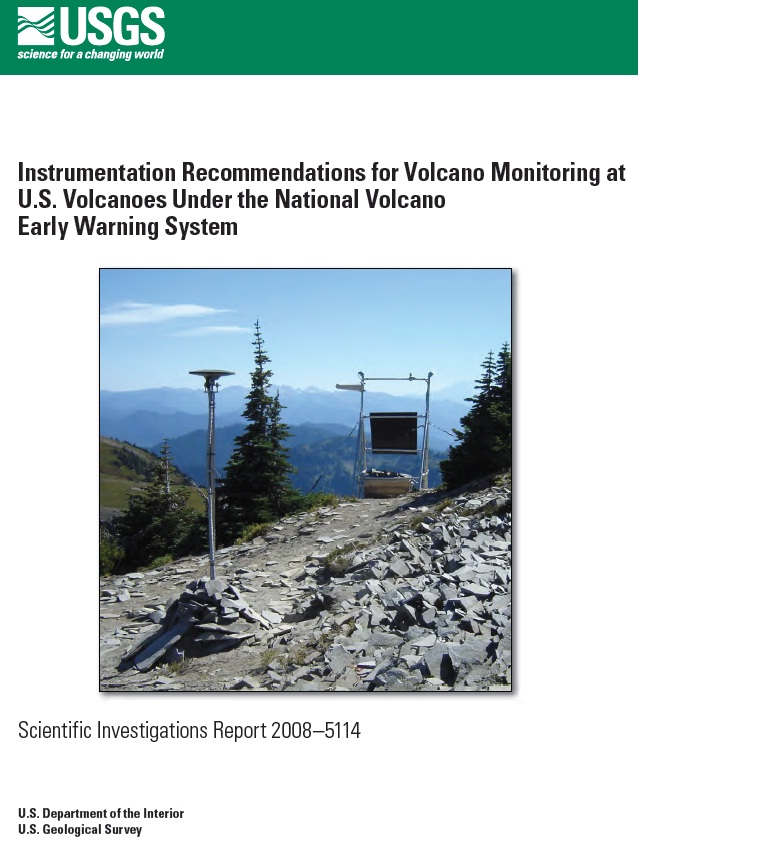 USGS
science for a changing world
Instrumentation Recommendations for Volcano Monitoring at
U.S. Volcanoes Under the National Volcano
Early Warning System
Scientific Investigations Report 2008–5114
U.S. Department of the Interior
U.S. Geological Survey